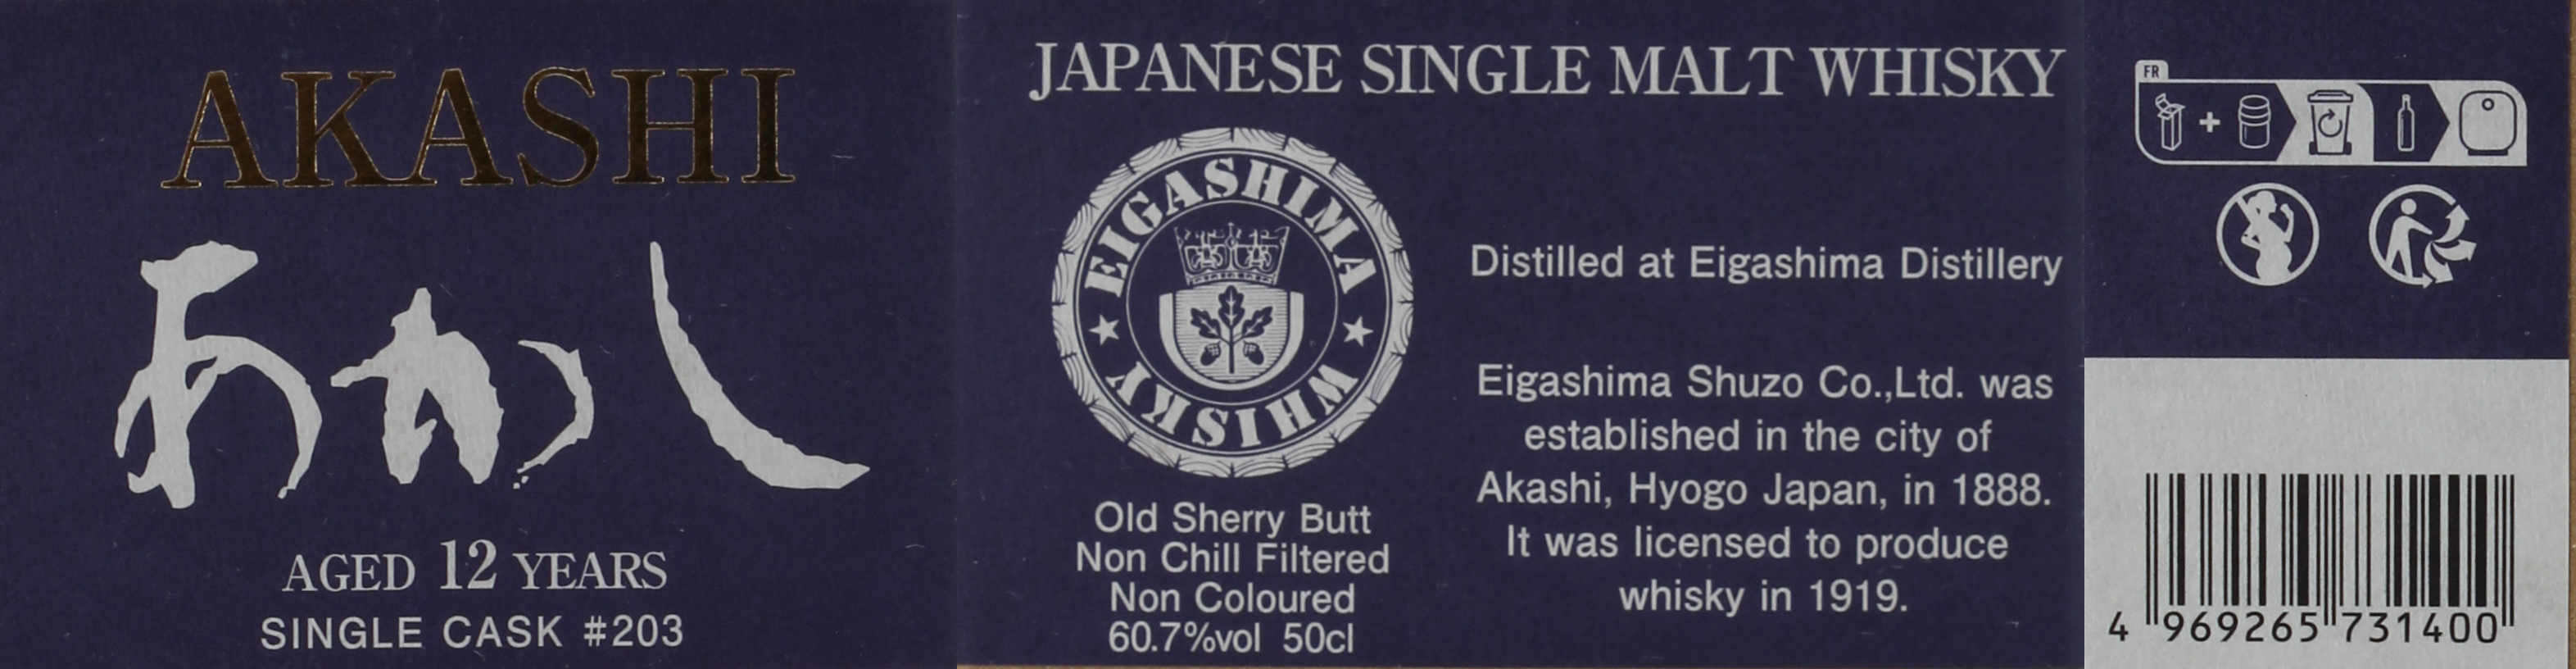 AKASHI
あかし
AGED 12 YEARS
SINGLE CASK #203
JAPANESE SINGLE MALT WHISKY
EIGASHIMA
WHISKY
Old Sherry Butt
Non Chill Filtered
Non Coloured
60.7%vol 50cl
Distilled at Eigashima Distillery
Eigashima Shuzo Co.,Ltd. was
established in the city of
Akashi, Hyogo Japan, in 1888.
It was licensed to produce
whisky in 1919.
FR
4 969265 731400